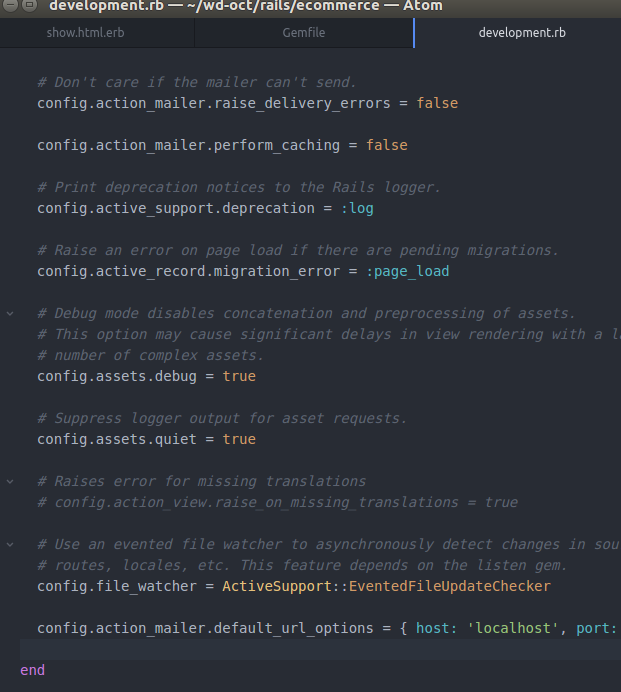 development.rb — ~/wd-oct/rails/ecommerce — Atom
show.html.erb Gemfile development.rb
# Don't care if the mailer can't send.
config.action_mailer.raise_delivery_errors = false
config.action_mailer.perform_caching = false
# Print deprecation notices to the Rails logger.
config.active_support.deprecation = :log
# Raise an error on page load if there are pending migrations.
config.active_record.migration_error = :page_load
# Debug mode disables concatenation and preprocessing of assets.
# This option may cause significant delays in view rendering with a
# number of complex assets.
config.assets.debug = true
# Suppress logger output for asset requests.
config.assets.quiet = true
# Raises error for missing translations
# config.action_view.raise_on_missing_translations = true
# Use an evented file watcher to asynchronously detect changes in
# routes, locales, etc. This feature depends on the listen gem.
config.file_watcher = ActiveSupport::EventedFileUpdateChecker
config.action_mailer.default_url_options = { host: 'localhost', port:
end